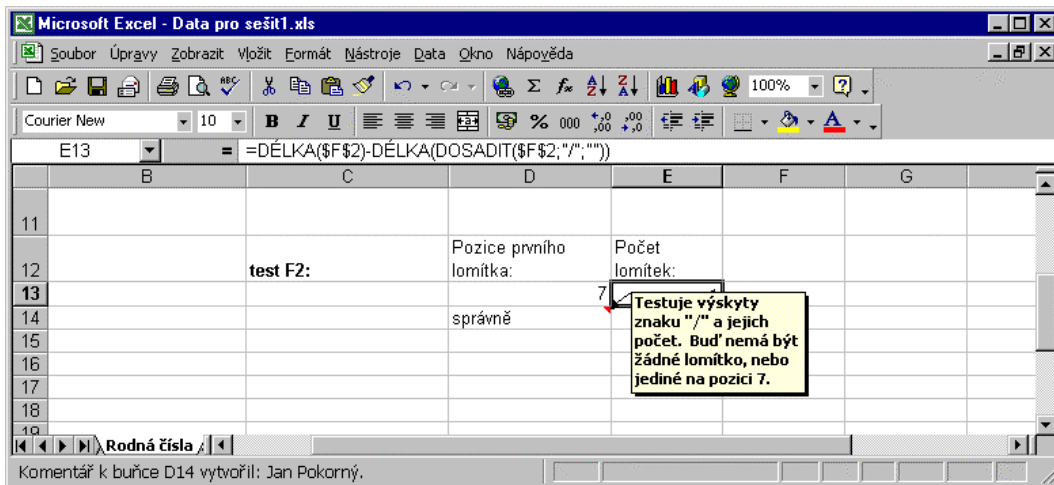 Microsoft Excel - Data pro sešit1.xls
Soubor Úpravy Zobrazit Vložit Formát Nástroje Data Okno Nápověda
100%
Courier New 10 B I U % 000
E13 = =DÉLKA($F$2)-DÉLKA(DOSADIT($F$2;"/";""))
B C D E F G
11
Pozice prvního Počet
12 test F2: lomítka: lomítek:
13 7
14 správně
15
16
17
18
19
Testuje výskyty
znaku "/" a jejich
počet. Buď nemá být
žádné lomítko, nebo
jediné na pozici 7.
Rodná čísla
Komentář k buňce D14 vytvořil: Jan Pokorný.